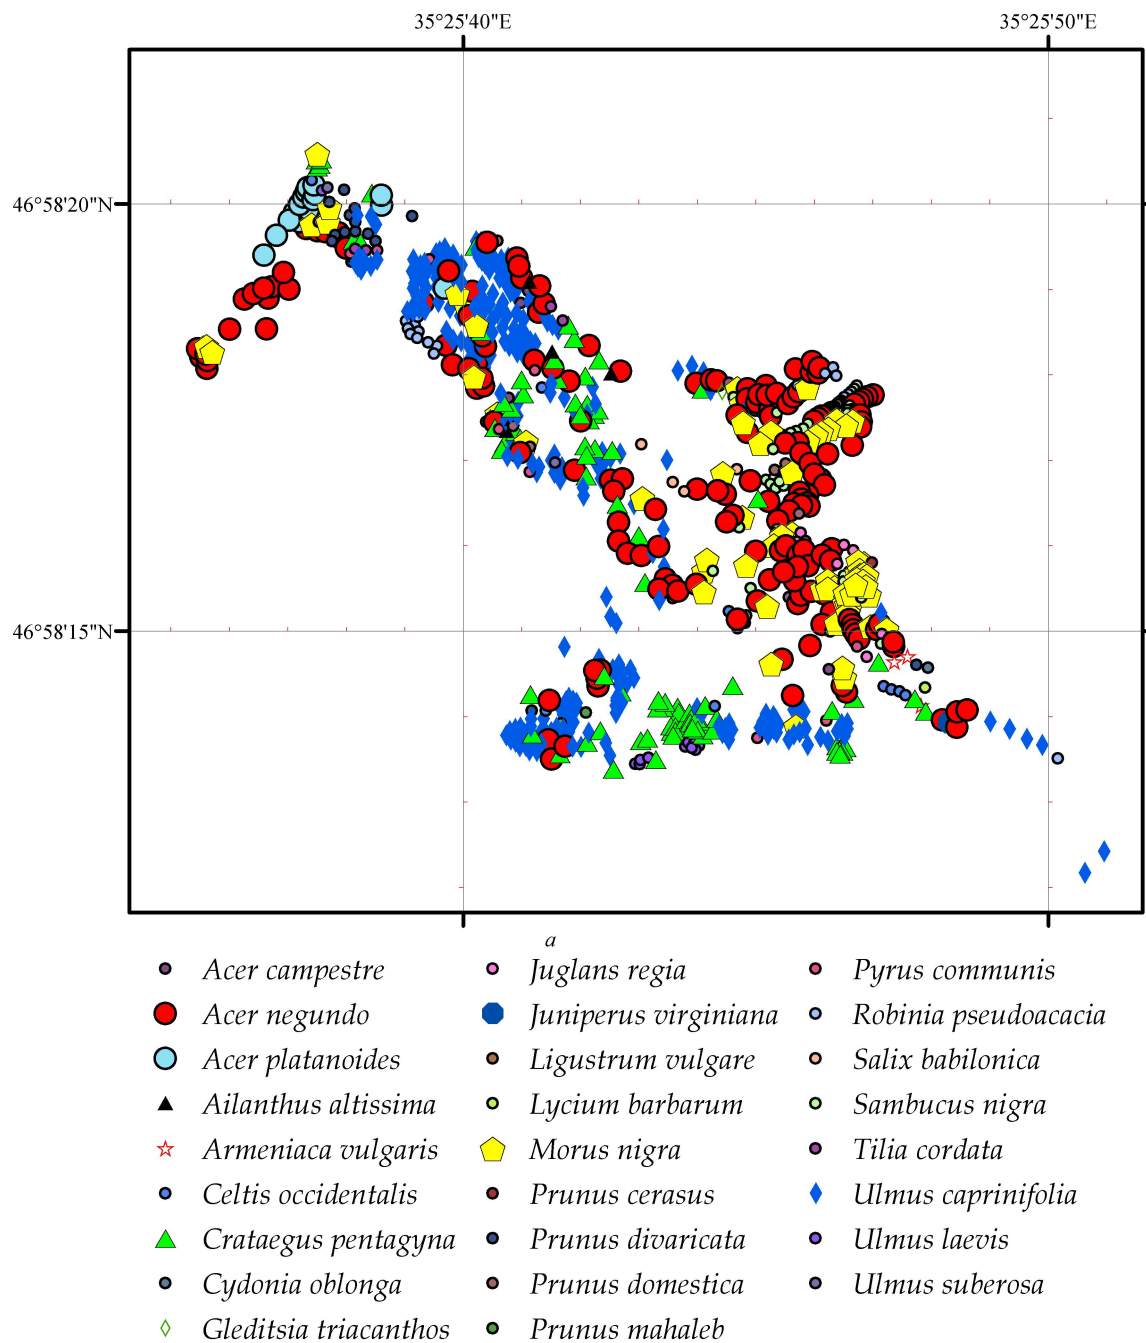 35°25'40"E 35°25'50"E
46°58'20"N
46°58'15"N
a
Acer campestre Juglans regia Pyrus communis
Acer negundo Juniperus virginiana Robinia pseudoacacia
Acer platanoides Ligustrum vulgare Salix babilonica
Ailanthus altissima Lycium barbarum Sambucus nigra
Armeniaca vulgaris Morus nigra Tilia cordata
Celtis occidentalis Prunus cerasus Ulmus caprinifolia
Crataegus pentagyna Prunus divaricata Ulmus laevis
Cydonia oblonga Prunus domestica Ulmus suberosa
Gleditsia triacanthos Prunus mahaleb